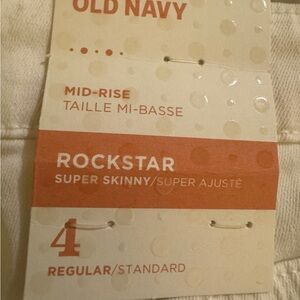 OLD NAVY
MID-RISE
TAILLE MI-BASSE
ROCKSTAR
SUPER SKINNY/SUPER AJUSTÉ
4
REGULAR/STANDARD